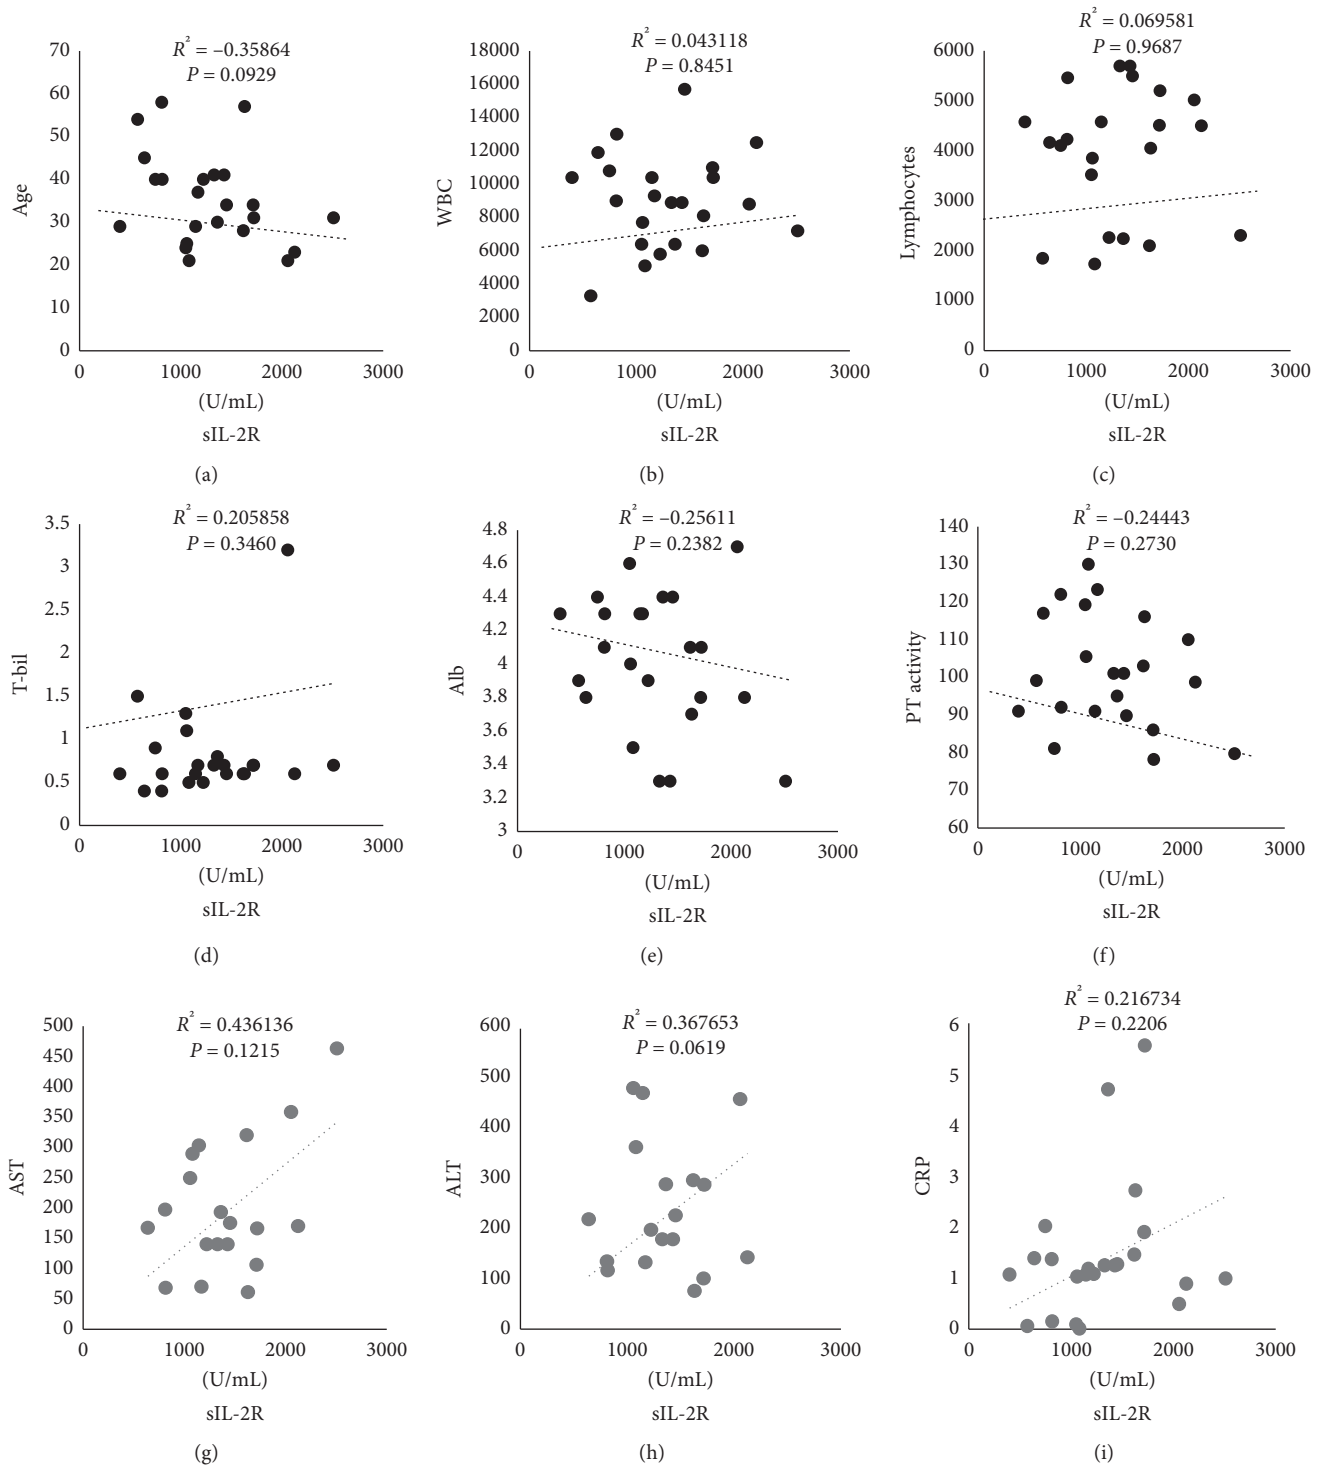 R² = –0.35864
P = 0.0929
70
60
50
40
30
20
10
0
Age
0 1000 2000 3000
(U/mL)
sIL-2R
(a)
R² = 0.043118
P = 0.8451
18000
16000
14000
12000
10000
8000
6000
4000
2000
0
WBC
0 1000 2000 3000
(U/mL)
sIL-2R
(b)
R² = 0.069581
P = 0.9687
6000
5000
4000
3000
2000
1000
0
Lymphocytes
0 1000 2000 3000
(U/mL)
sIL-2R
(c)
R² = 0.205858
P = 0.3460
3.5
3
2.5
2
1.5
1
0.5
0
T-bil
0 1000 2000 3000
(U/mL)
sIL-2R
(d)
R² = –0.25611
P = 0.2382
4.8
4.6
4.4
4.2
4
3.8
3.6
3.4
3.2
3
Alb
0 1000 2000 3000
(U/mL)
sIL-2R
(e)
R² = –0.24443
P = 0.2730
140
130
120
110
100
90
80
70
60
PT activity
0 1000 2000 3000
(U/mL)
sIL-2R
(f)
R² = 0.436136
P = 0.1215
500
450
400
350
300
250
200
150
100
50
0
AST
0 1000 2000 3000
(U/mL)
sIL-2R
(g)
R² = 0.367653
P = 0.0619
600
500
400
300
200
100
0
ALT
0 1000 2000 3000
(U/mL)
sIL-2R
(h)
R² = 0.216734
P = 0.2206
6
5
4
3
2
1
0
CRP
0 1000 2000 3000
(U/mL)
sIL-2R
(i)